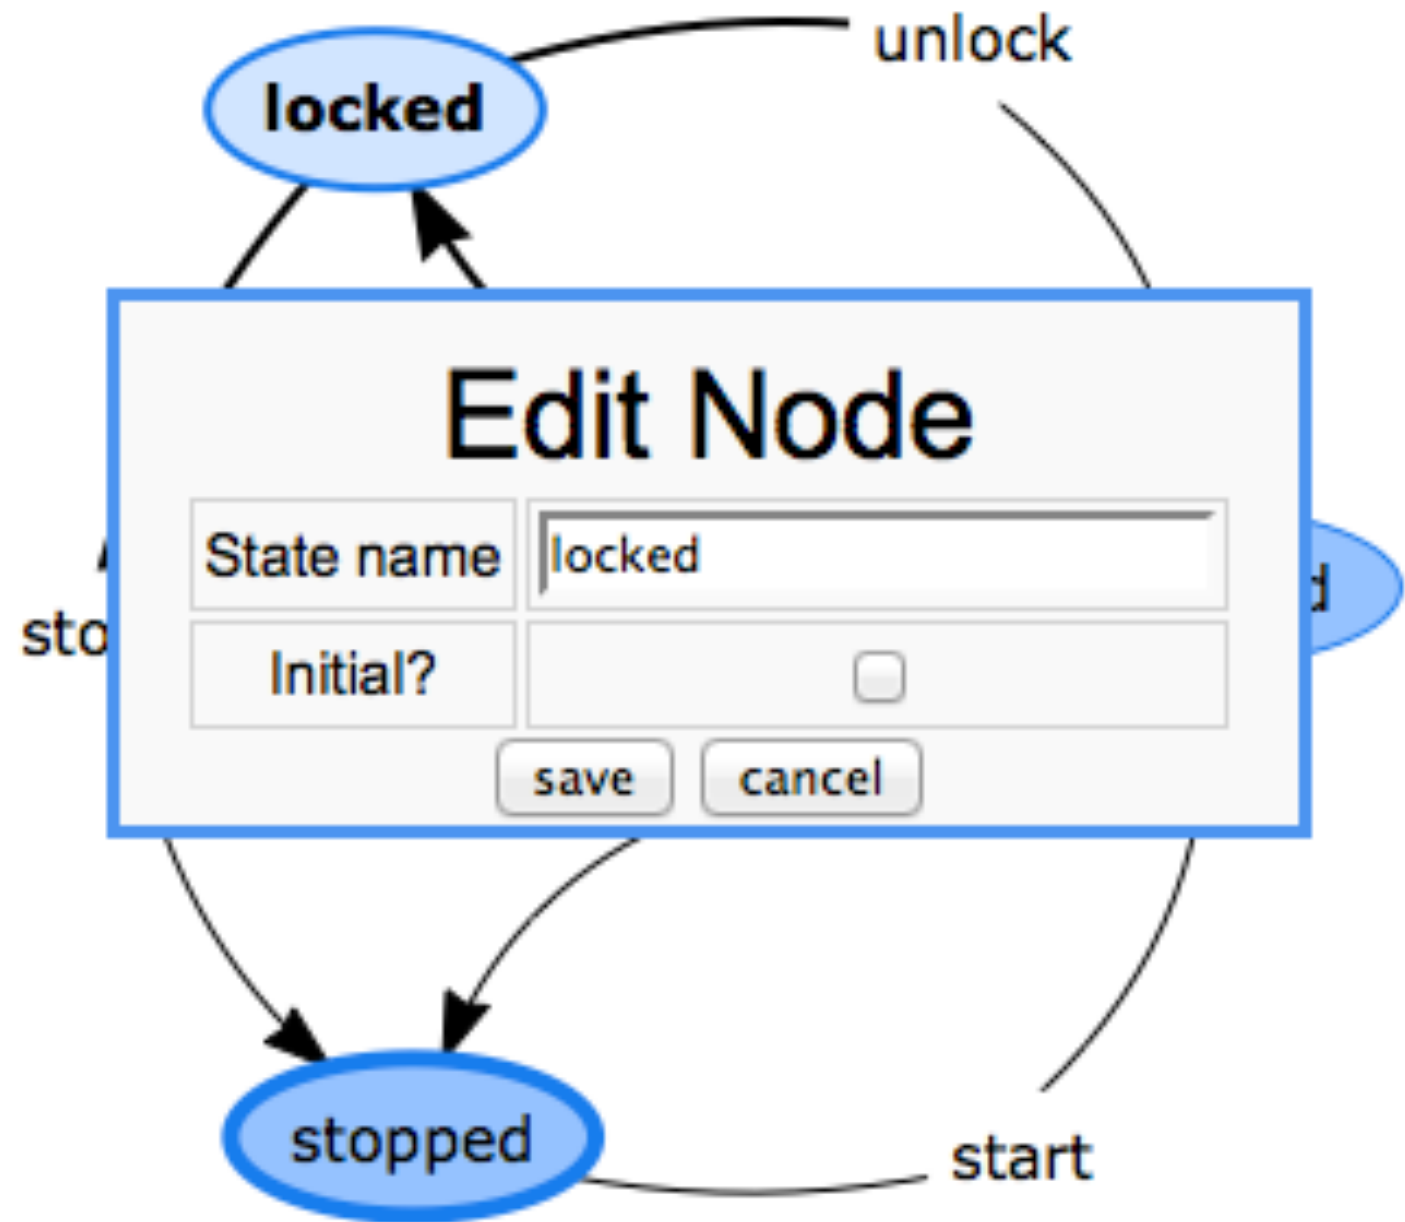 unlock
locked
Edit Node
State name locked
Initial?
save cancel
stopped
start